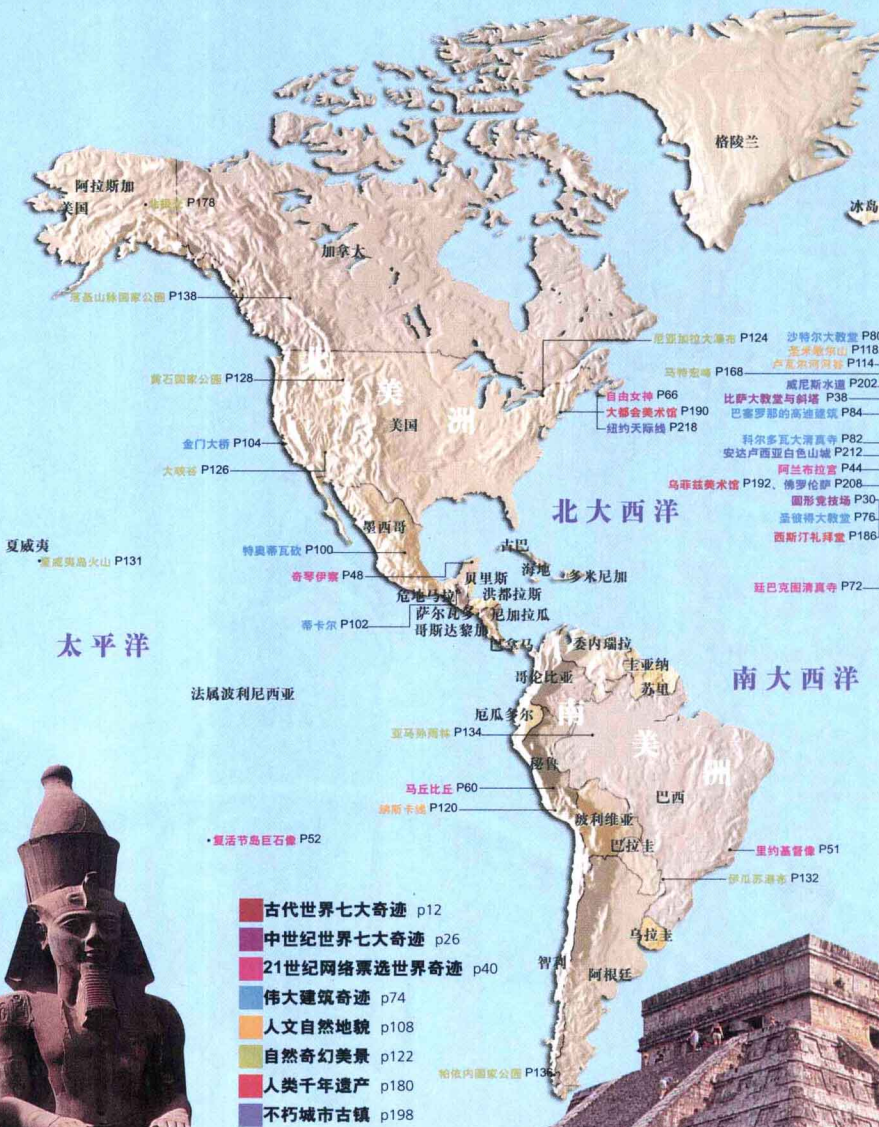 格陵兰
阿拉斯加
美国
P178
冰岛
加拿大
落基山脉国家公园 P138
尼亚加拉大瀑布 P124
沙特尔大教堂 P80
圣米歇尔山 P118
卢瓦尔河河谷 P114
黄石国家公园 P128
马特宏峰 P168
威尼斯水道 P202
北
美
洲
美国
自由女神 P66
比萨大教堂与斜塔 P38
大都会美术馆 P190
巴塞罗那的高迪建筑 P84
纽约天际线 P218
金门大桥 P104
科尔多瓦大清真寺 P82
安达卢西亚白色山城 P212
大峡谷 P126
阿兰布拉宫 P44
乌菲兹美术馆 P192、佛罗伦萨 P208
圆形竞技场 P30
北大西洋
圣彼得大教堂 P76
墨西哥
西斯汀礼拜堂 P186
夏威夷
夏威夷岛火山 P131
特奥蒂瓦坎 P100
古巴
奇琴伊察 P48
贝里斯
海地
多米尼加
廷巴克图清真寺 P72
危地马拉
洪都拉斯
萨尔瓦多
尼加拉瓜
蒂卡尔 P102
哥斯达黎加
太平洋
巴拿马
委内瑞拉
圭亚纳
哥伦比亚
苏里
南大西洋
法属波利尼西亚
厄瓜多尔
南
美
洲
亚马孙雨林 P134
秘鲁
马丘比丘 P60
巴西
纳斯卡线 P120
玻利维亚
复活节岛巨石像 P52
巴拉圭
里约基督像 P51
伊瓜苏瀑布 P132
古代世界七大奇迹 p12
中世纪世界七大奇迹 p26
乌拉圭
21世纪网络票选世界奇迹 p40
智利
阿根廷
伟大建筑奇迹 p74
人文自然地貌 p108
自然奇幻美景 p122
帕依内国家公园 P136
人类千年遗产 p180
不朽城市古镇 p198